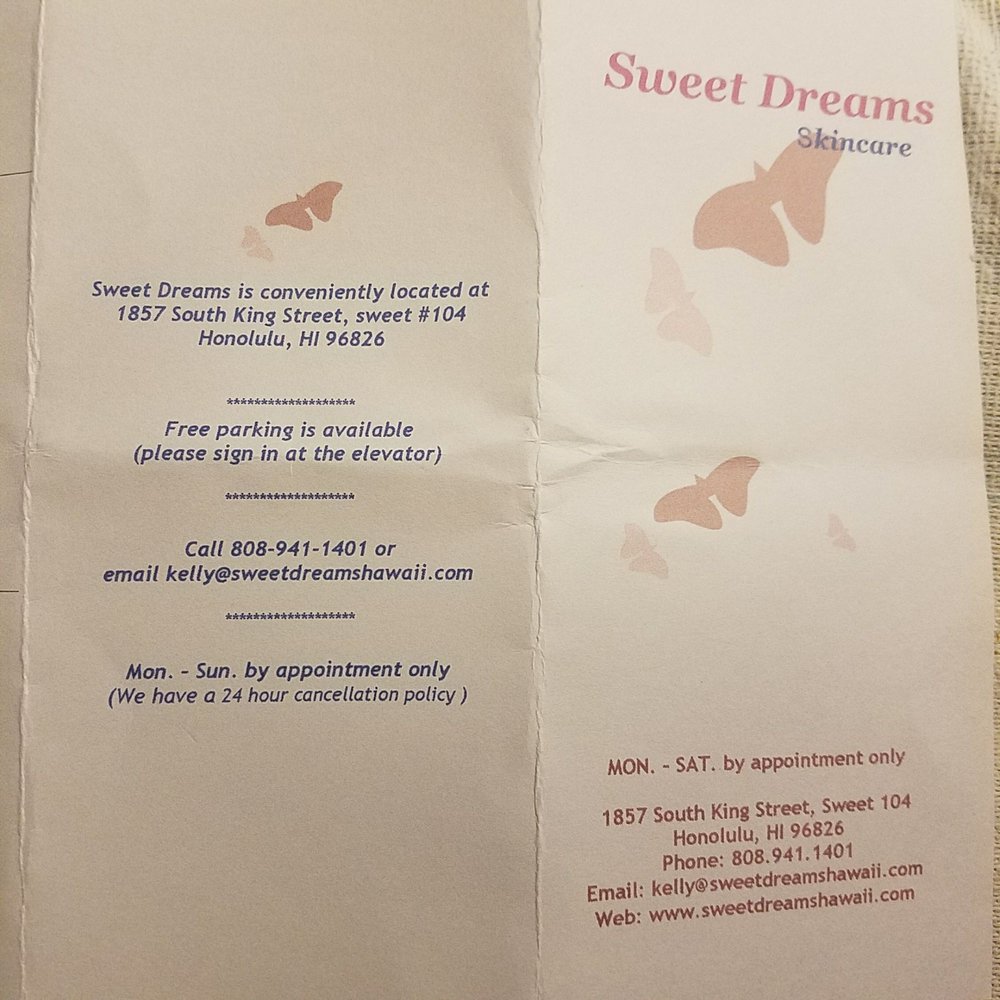 Sweet Dreams is conveniently located at
1857 South King Street, sweet #104
Honolulu, HI 96826
*******************
Free parking is available
(please sign in at the elevator)
*******************
Call 808-941-1401 or
email kelly@sweetdreamshawaii.com
*******************
Mon. - Sun. by appointment only
(We have a 24 hour cancellation policy )
Sweet Dreams
Skincare
MON. - SAT. by appointment only
1857 South King Street, Sweet 104
Honolulu, HI 96826
Phone: 808.941.1401
Email: kelly@sweetdreamshawaii.com
Web: www.sweetdreamshawaii.com